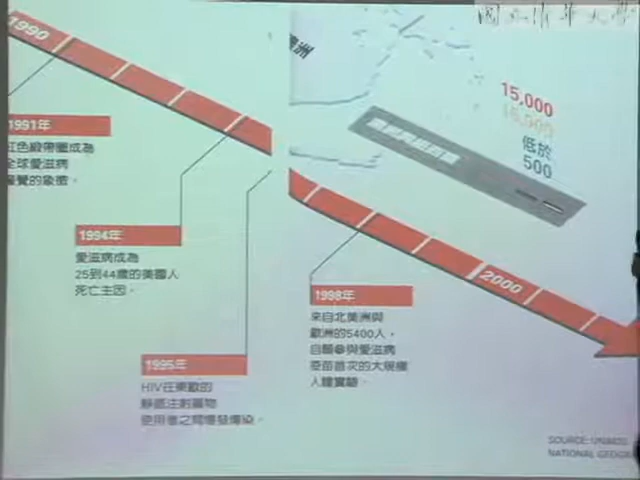 國立清華大學
1990
洲
15,000
低於
500
1991年
紅色緞帶變成為
全球愛滋病
的象徵。
1994年
愛滋病成為
25到44歲的美國人
死亡主因。
1995年
HIV在東歐的
靜脈注射藥物
使用者之間爆發傳染。
1998年
來自北美洲與
歐洲的5400人，
自願參與愛滋病
疫苗首次的大規模
人體實驗。
2000
SOURCE: UNAIDS
NATIONAL GEOGRA